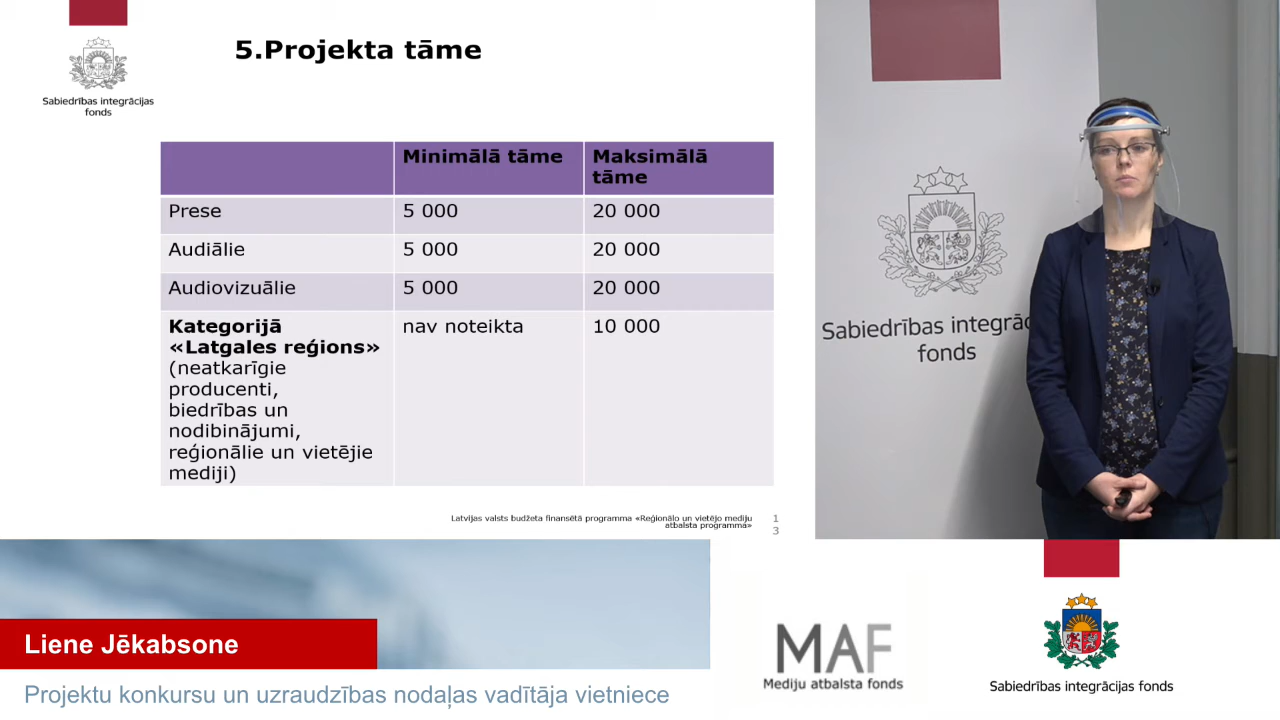 5.Projekta tāme
Sabiedrības integrācijas
fonds
Minimālā tāme
Maksimālā
tāme
Prese
5 000
20 000
Audiālie
5 000
20 000
Audiovizuālie
5 000
20 000
Kategorijā
«Latgales reģions»
(neatkarīgie
producenti,
biedrības un
nodibinājumi,
reģionālie un vietējie
mediji)
nav noteikta
10 000
Latvijas valsts budžeta finansētā programma «Reģionālo un vietējo mediju
atbalsta programma»
1
3
Sabiedrības integrāc
fonds
Liene Jēkabsone
Projektu konkursu un uzraudzības nodaļas vadītāja vietniece
MAF
Mediju atbalsta fonds
Sabiedrības integrācijas fonds